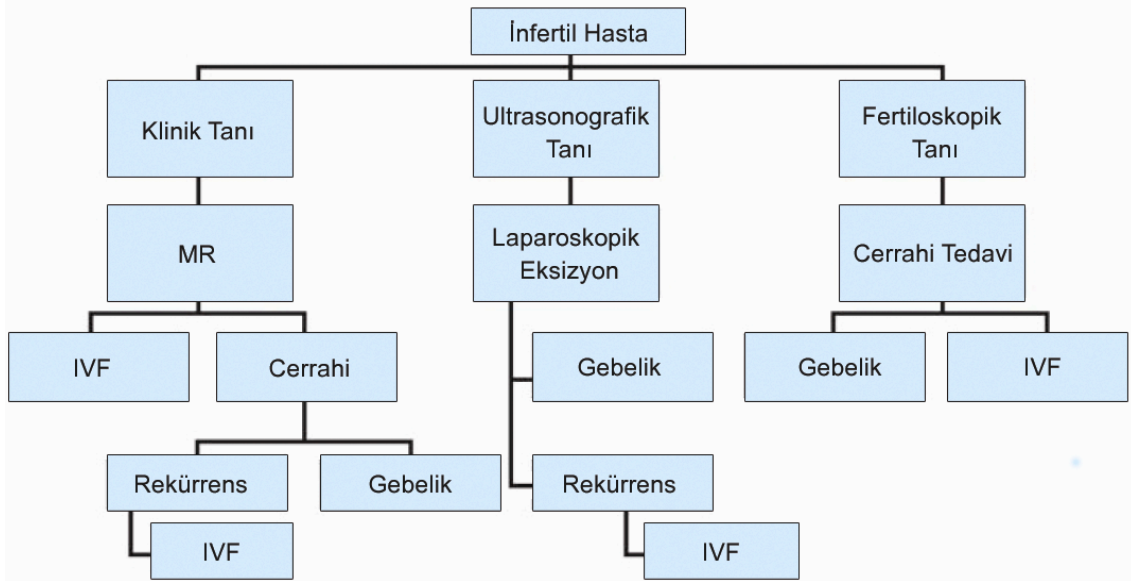 İnfertil Hasta
Klinik Tanı
Ultrasonografik
Tanı
Fertiloskopik
Tanı
MR
Laparoskopik
Eksizyon
Cerrahi Tedavi
IVF
Cerrahi
Gebelik
Gebelik
IVF
Rekürrens
Gebelik
Rekürrens
IVF
IVF